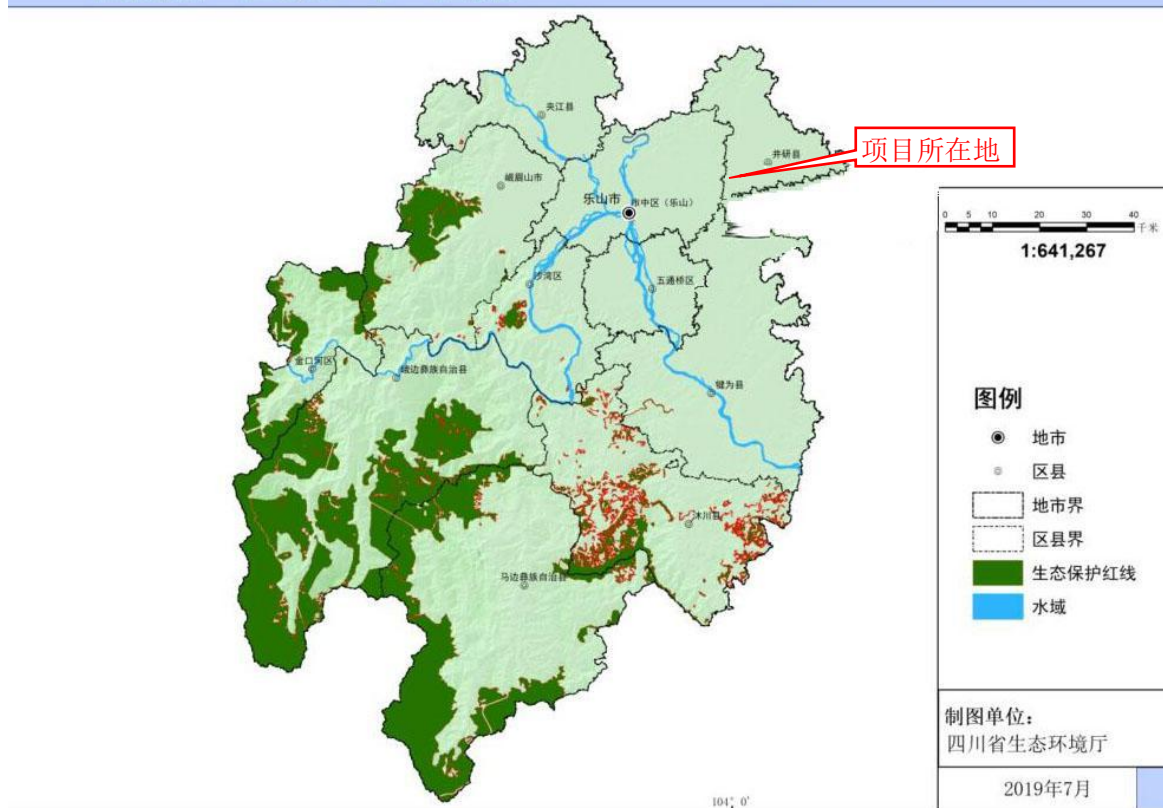 夹江县
井研县
项目所在地
峨眉山市
乐山市
市中区（乐山）
0 5 10 20 30 40
千米
1:641,267
沙湾区
五通桥区
金口河区
峨边彝族自治县
犍为县
图例
地市
区县
地市界
区县界
生态保护红线
水域
沐川县
马边彝族自治县
制图单位：
四川省生态环境厅
2019年7月
104° 0′